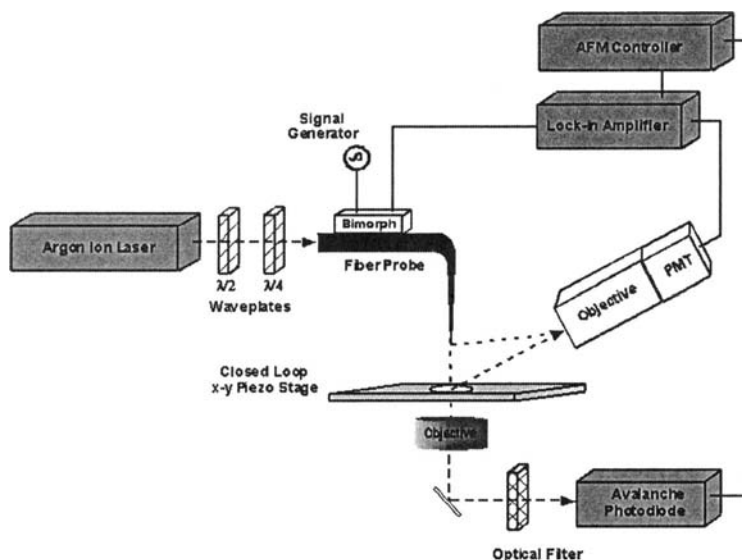 AFM Controller
Lock-in Amplifier
Signal
Generator
Bimorph
Argon Ion Laser
Fiber Probe
λ/2 λ/4
Waveplates
Objective
PMT
Closed Loop
x-y Piezo Stage
Objective
Avalanche
Photodiode
Optical Filter